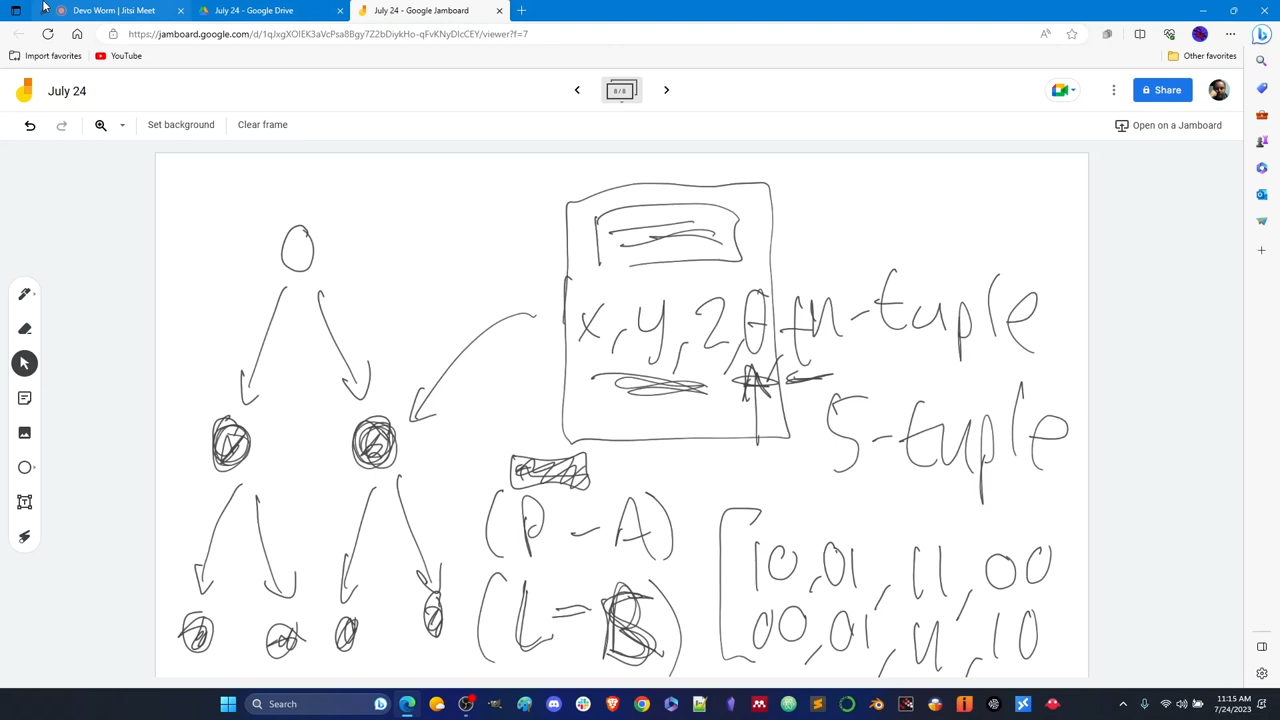 Devo Worm | Jitsi Meet
July 24 - Google Drive
July 24 - Google Jamboard
https://jamboard.google.com/d/1qJxgXOIEK3aVcPsa8Bgy7Z2bDiykHo-qFvKNyDlcCEY/viewer?f=7
Import favorites
YouTube
Other favorites
July 24
8 / 8
Share
Set background
Clear frame
Open on a Jamboard
x, y, z, θ, t
n-tuple
5-tuple
(P - A)
(L = B)
10, 01, 11, 00
00, 01, 11, 10
Search
11:15 AM
7/24/2023